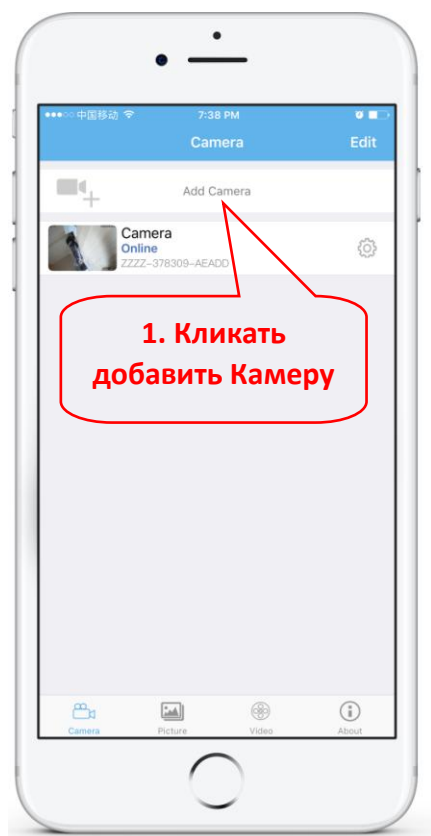 中国移动 7:38 PM
Camera Edit
Add Camera
Camera
Online
ZZZZ-378309-AEADD
1. Кликать
добавить Камеру
Camera Picture Video About